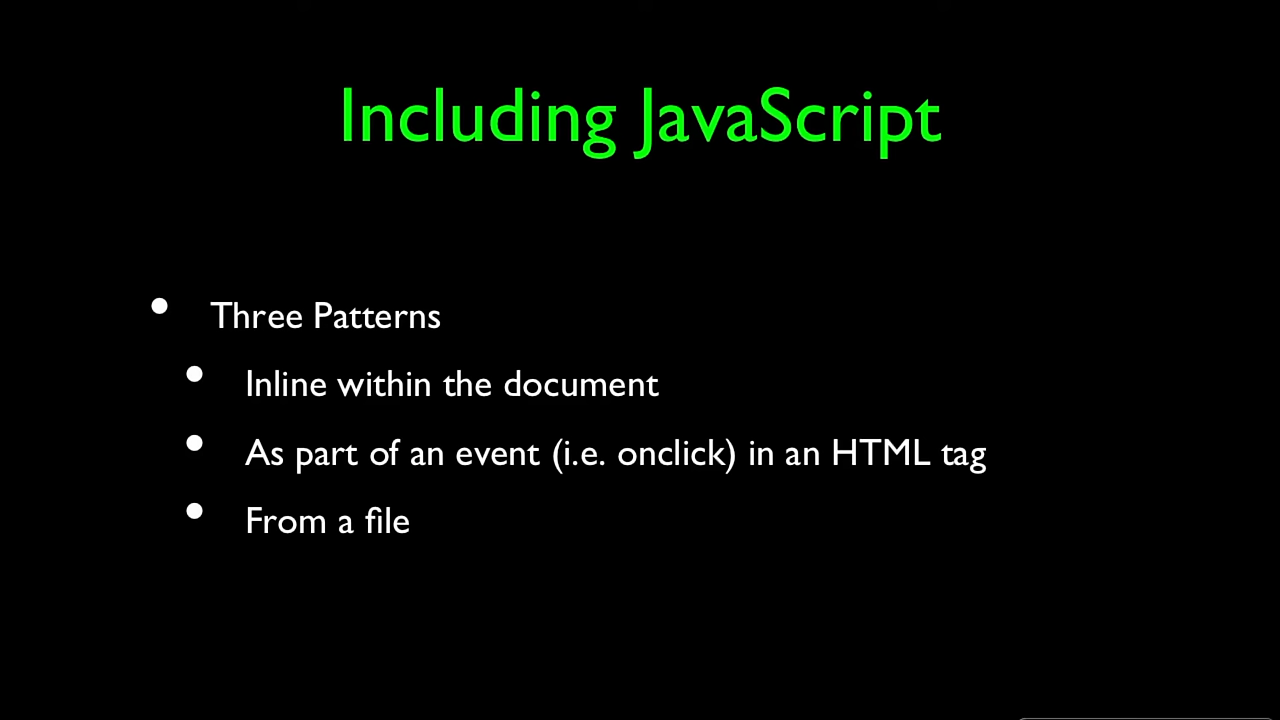 Including JavaScript
• Three Patterns
• Inline within the document
• As part of an event (i.e. onclick) in an HTML tag
• From a file